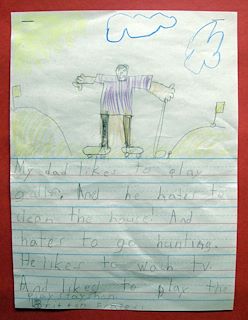 My dad likes to play
golf. And he hates to
clean the house! And
hates to go hunting.
He likes to wach tv.
And liked to play the